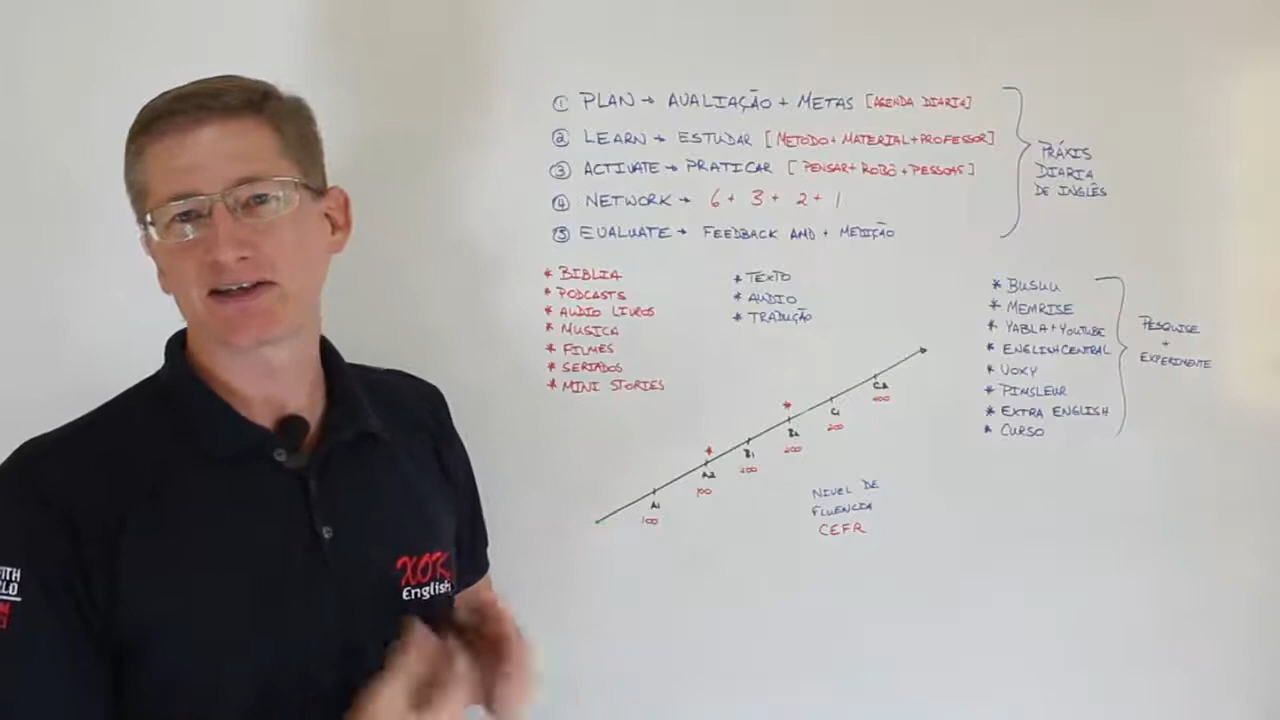 ① PLAN → AVALIAÇÃO + METAS [AGENDA DIARIA]
② LEARN → ESTUDAR [METODO + MATERIAL + PROFESSOR]
③ ACTIVATE → PRATICAR [PENSAR + ROBÔ + PESSOAS]
④ NETWORK → 6 + 3 + 2 + 1
⑤ EVALUATE → FEEDBACK AND + MEDIÇÃO
PRÁXIS
DIARIA
DE INGLÊS
* BIBLIA
* PODCASTS
* AUDIO LIVROS
* MUSICA
* FILMES
* SERIADOS
* MINI STORIES
* TEXTO
* AUDIO
* TRADUÇÃO
* BUSUU
* MEMRISE
* YABLA + YOUTUBE
* ENGLISHCENTRAL
* VOXY
* PIMSLEUR
* EXTRA ENGLISH
* CURSO
PESQUISE
+
EXPERIMENTE
A1
100
*
A2
100
B1
200
*
B2
200
C1
200
C2
400
NIVEL DE
FLUENCIA
CEFR
English